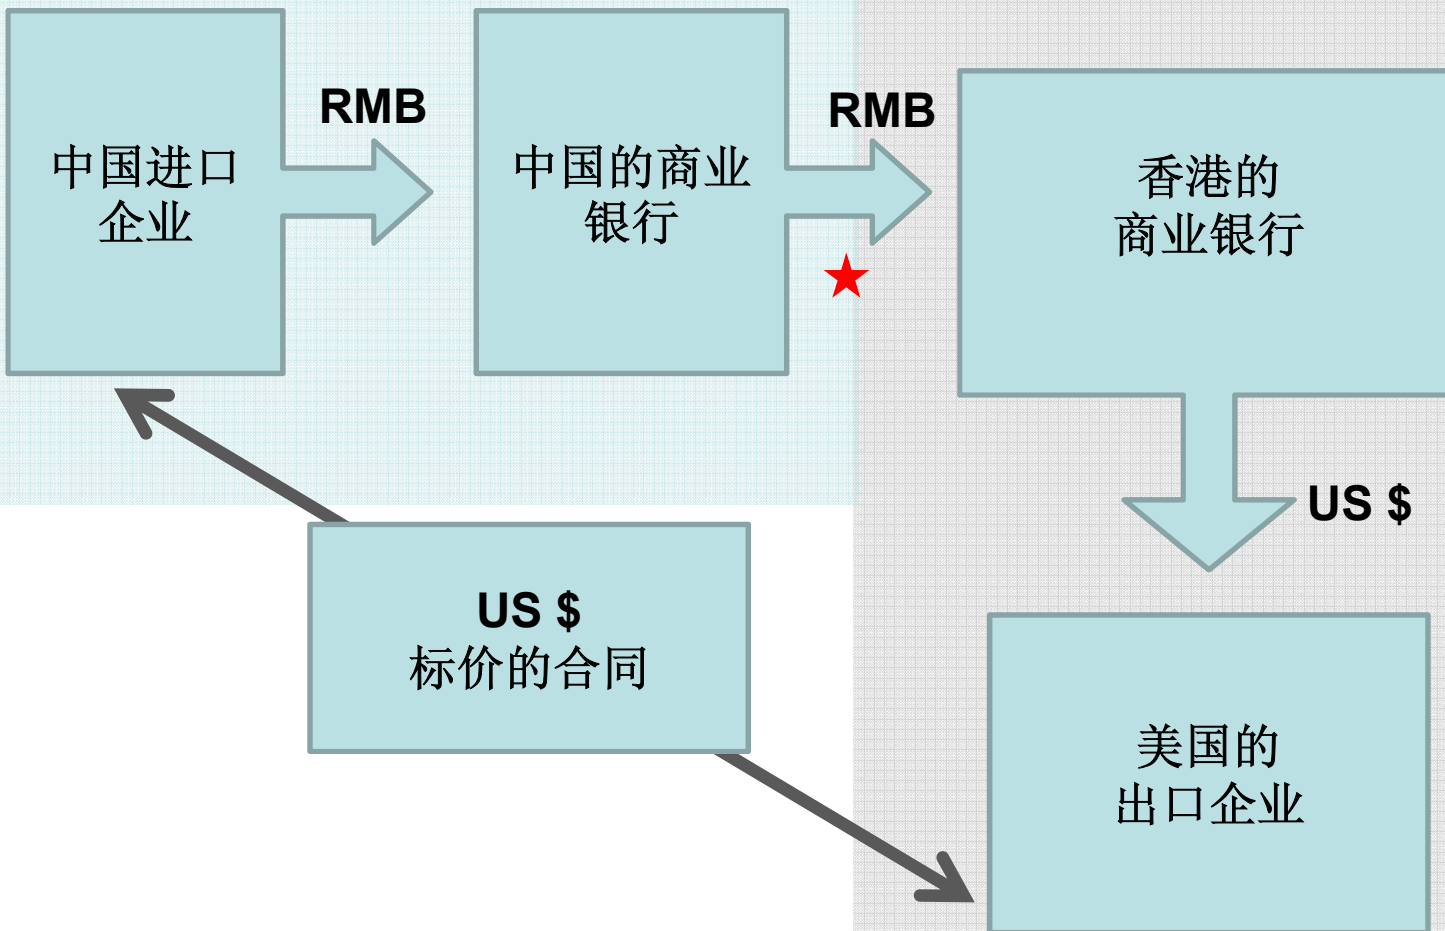 中国进口
企业
RMB
中国的商业
银行
RMB
香港的
商业银行
US $
US $
标价的合同
美国的
出口企业